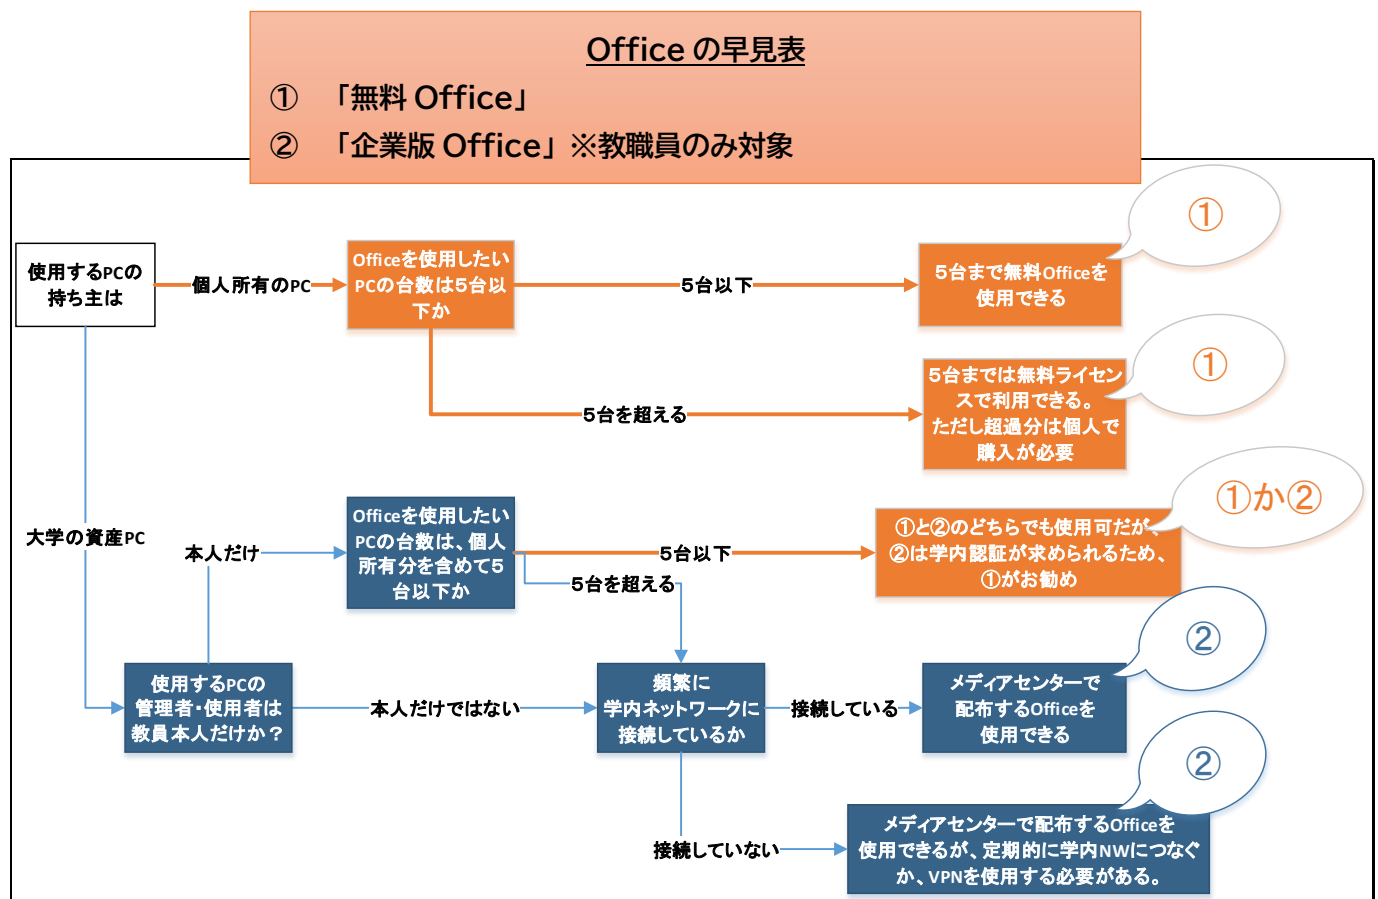 Office の早見表
① 「無料 Office」
② 「企業版 Office」 ※教職員のみ対象
①
使用するPCの
持ち主は
個人所有のPC
Officeを使用したい
PCの台数は5台以
下か
5台以下
5台まで無料Officeを
使用できる
①
5台を超える
5台までは無料ライセン
スで利用できる。
ただし超過分は個人で
購入が必要
①か②
大学の資産PC
本人だけ
Officeを使用したい
PCの台数は、個人
所有分を含めて5
台以下か
5台以下
5台を超える
①と②のどちらでも使用可だが、
②は学内認証が求められるため、
①がお勧め
②
使用するPCの
管理者・使用者は
教員本人だけか?
本人だけではない
頻繁に
学内ネットワークに
接続しているか
接続している
メディアセンターで
配布するOfficeを
使用できる
②
接続していない
メディアセンターで配布するOfficeを
使用できるが、定期的に学内NWにつなぐ
か、VPNを使用する必要がある。